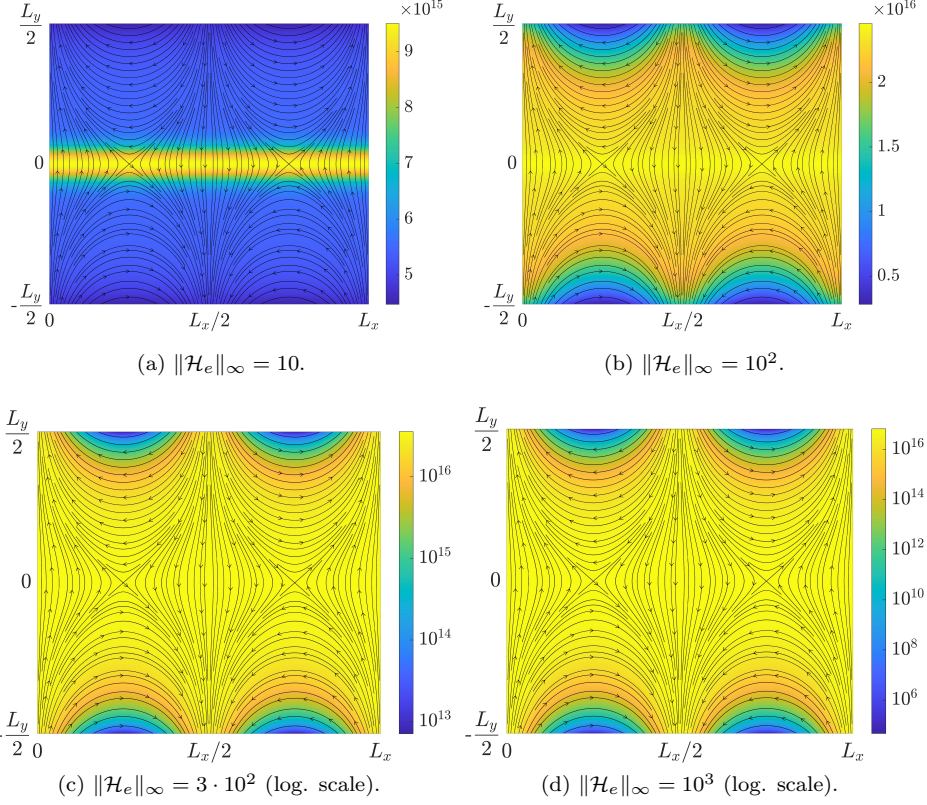 L_y/2
×10^15
9
8
7
6
5
0
-L_y/2
0 L_x/2 L_x
(a) ‖ℋ_e‖_∞ = 10.
L_y/2
×10^16
2
1.5
1
0.5
0
-L_y/2
0 L_x/2 L_x
(b) ‖ℋ_e‖_∞ = 10^2.
L_y/2
10^16
10^15
10^14
10^13
0
-L_y/2
0 L_x/2 L_x
(c) ‖ℋ_e‖_∞ = 3 · 10^2 (log. scale).
L_y/2
10^16
10^14
10^12
10^10
10^8
10^6
0
-L_y/2
0 L_x/2 L_x
(d) ‖ℋ_e‖_∞ = 10^3 (log. scale).